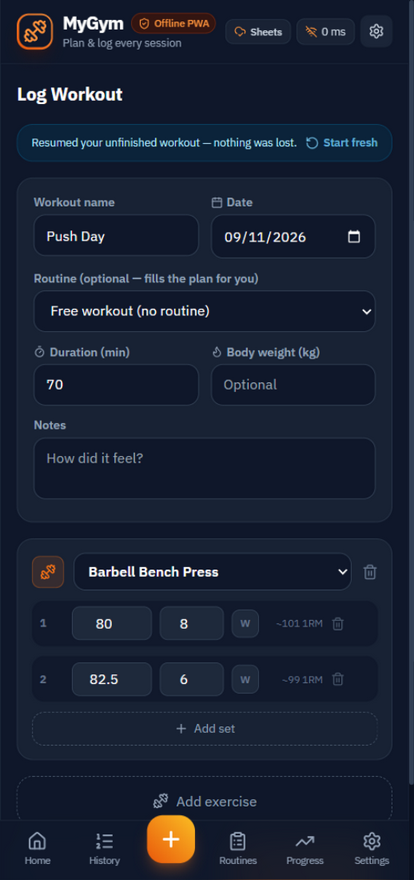 MyGym Offline PWA Sheets 0 ms
Plan & log every session
Log Workout
Resumed your unfinished workout — nothing was lost. Start fresh
Workout name Date
Push Day 09/11/2026
Routine (optional — fills the plan for you)
Free workout (no routine)
Duration (min) Body weight (kg)
70 Optional
Notes
How did it feel?
Barbell Bench Press
1 80 8 W ~101 1RM
2 82.5 6 W ~99 1RM
+ Add set
Add exercise
Home History Routines Progress Settings